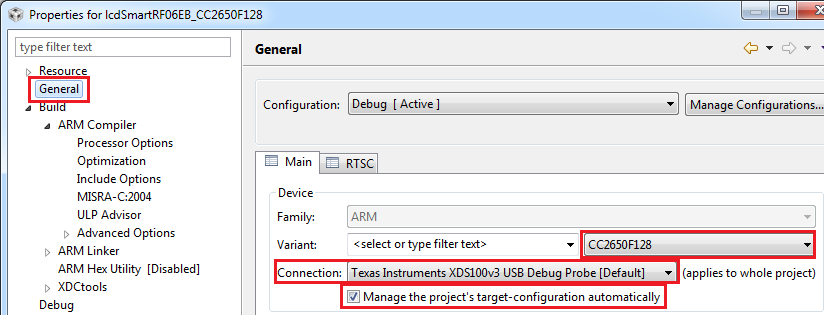 Properties for lcdSmartRF06EB_CC2650F128
type filter text
Resource
General
Build
ARM Compiler
Processor Options
Optimization
Include Options
MISRA-C:2004
ULP Advisor
Advanced Options
ARM Linker
ARM Hex Utility [Disabled]
XDCtools
Debug
General
Configuration: Debug [ Active ] Manage Configurations...
Main RTSC
Device
Family: ARM
Variant: <select or type filter text> CC2650F128
Connection: Texas Instruments XDS100v3 USB Debug Probe [Default] (applies to whole project)
Manage the project's target-configuration automatically